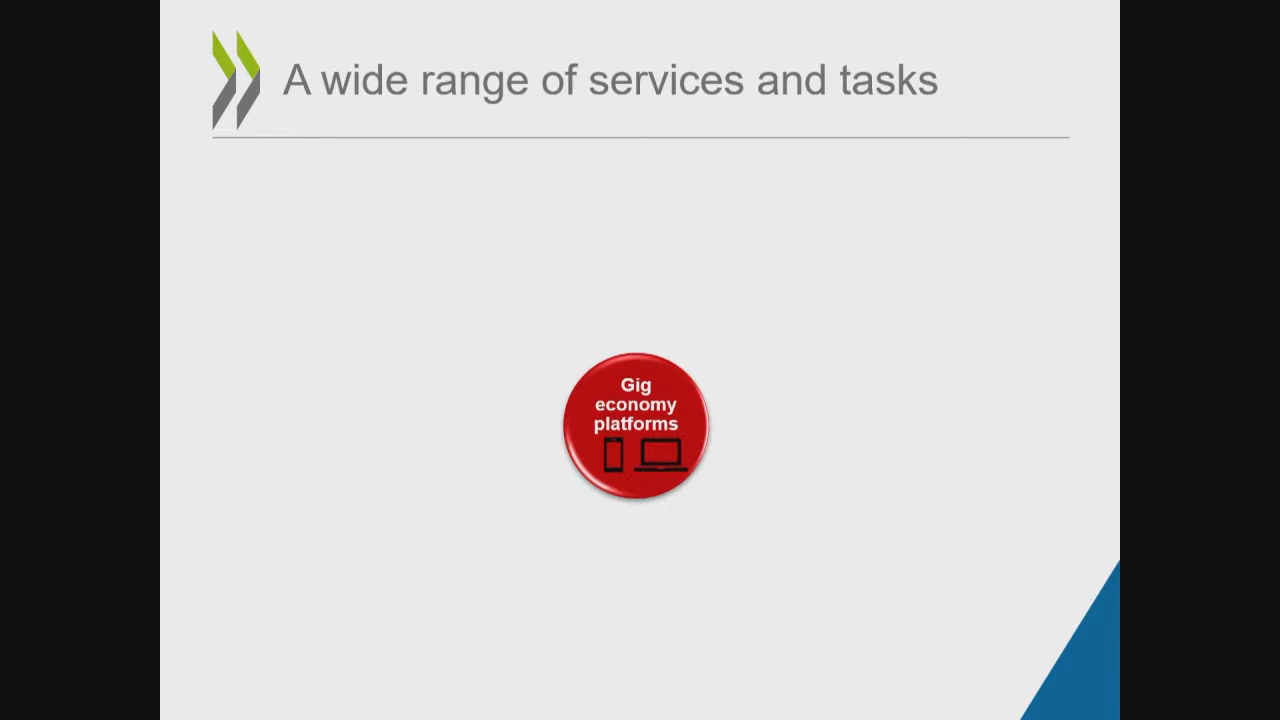 A wide range of services and tasks
Gig
economy
platforms